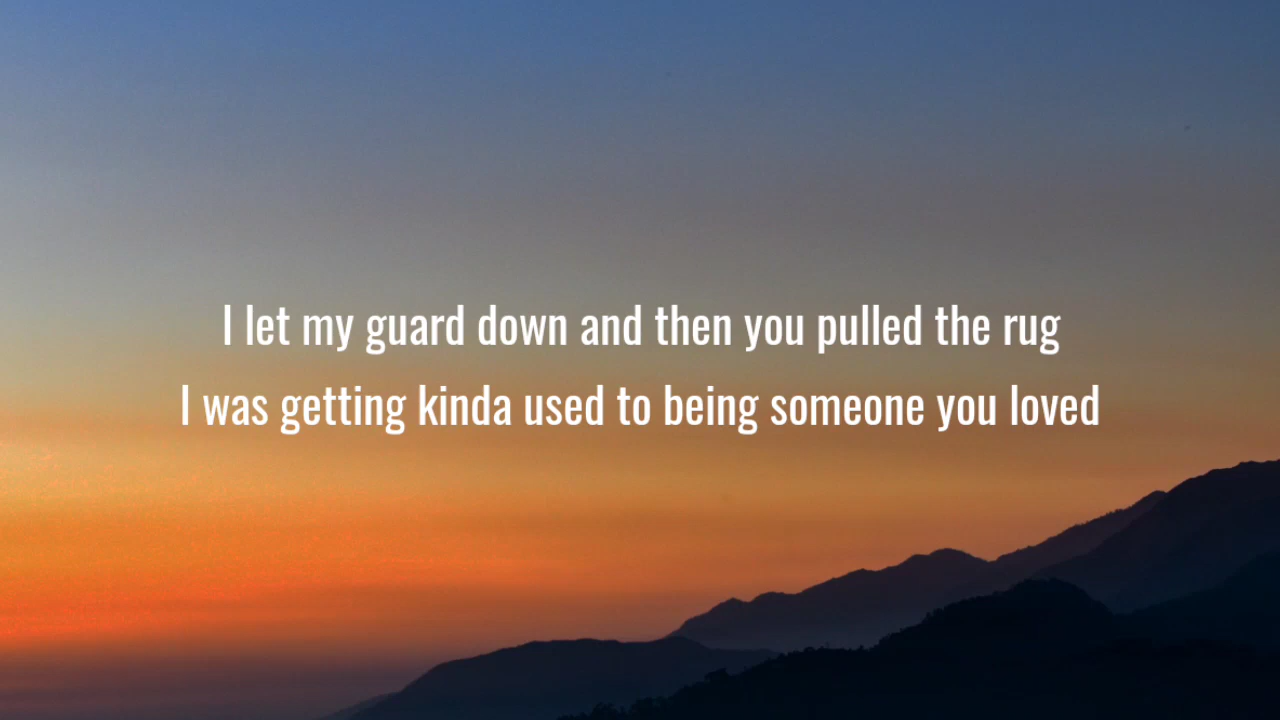 I let my guard down and then you pulled the rug
I was getting kinda used to being someone you loved